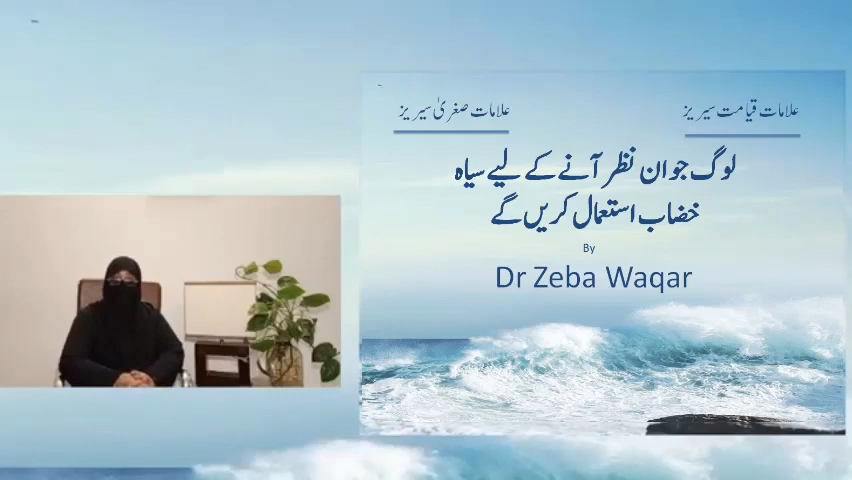 علامات قیامت سیریز
علامات صغریٰ سیریز
لوگ جوان نظر آنے کے لیے سیاہ
خضاب استعمال کریں گے
By
Dr Zeba Waqar